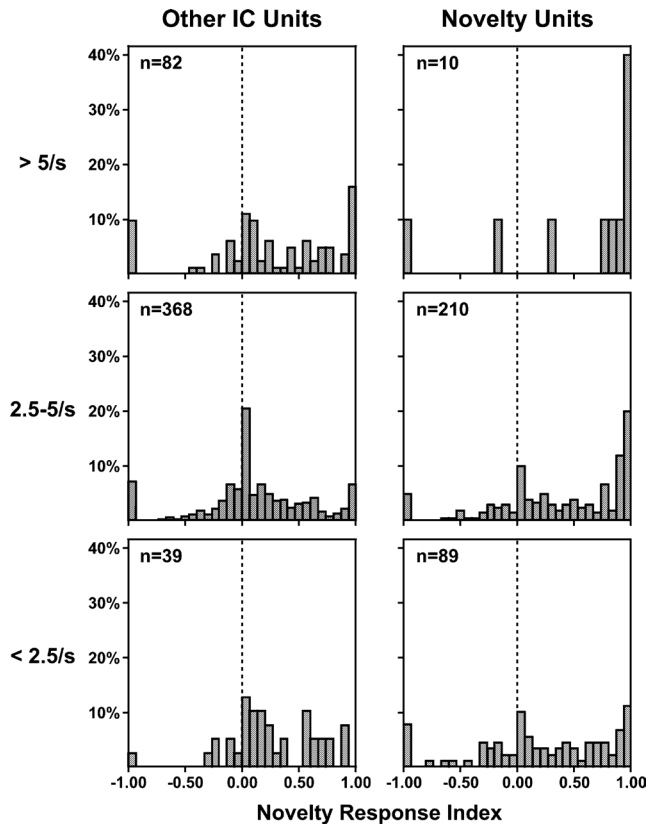 Other IC Units Novelty Units
> 5/s
40%
30%
20%
10%
n=82
n=10
2.5-5/s
40%
30%
20%
10%
n=368
n=210
< 2.5/s
40%
30%
20%
10%
n=39
n=89
-1.00 -0.50 0.00 0.50 1.00 -1.00 -0.50 0.00 0.50 1.00
Novelty Response Index